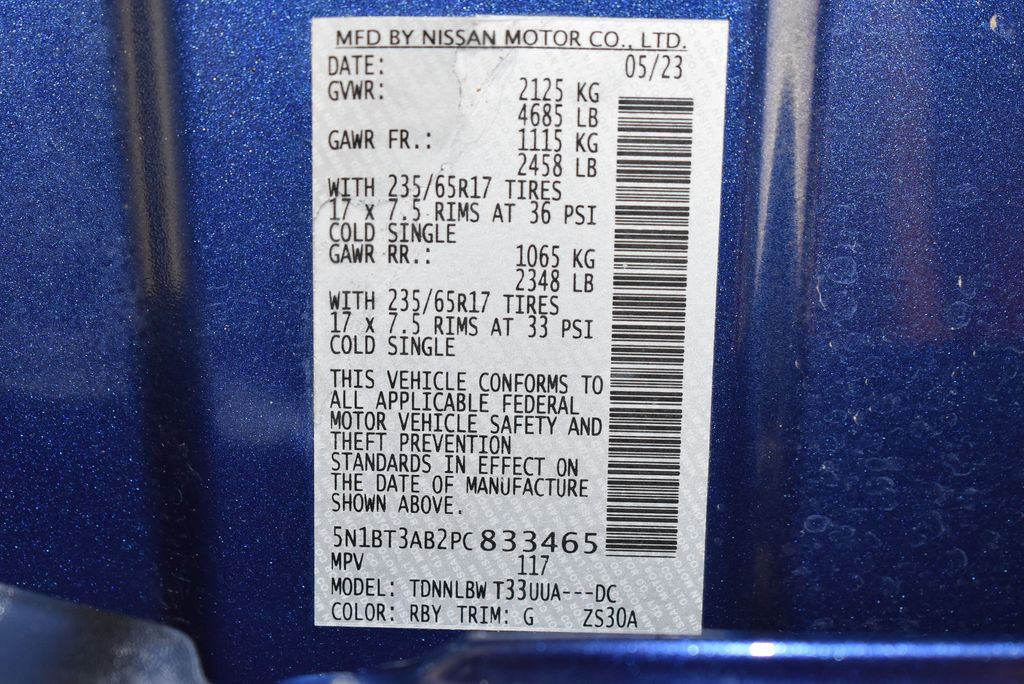 MFD BY NISSAN MOTOR CO., LTD.
DATE: 05/23
GVWR: 2125 KG
4685 LB
GAWR FR.: 1115 KG
2458 LB
WITH 235/65R17 TIRES
17 x 7.5 RIMS AT 36 PSI
COLD SINGLE
GAWR RR.: 1065 KG
2348 LB
WITH 235/65R17 TIRES
17 x 7.5 RIMS AT 33 PSI
COLD SINGLE
THIS VEHICLE CONFORMS TO
ALL APPLICABLE FEDERAL
MOTOR VEHICLE SAFETY AND
THEFT PREVENTION
STANDARDS IN EFFECT ON
THE DATE OF MANUFACTURE
SHOWN ABOVE.
5N1BT3AB2PC 833465
MPV 117
MODEL: TDNNLBW T33UUA---DC
COLOR: RBY TRIM: G ZS30A